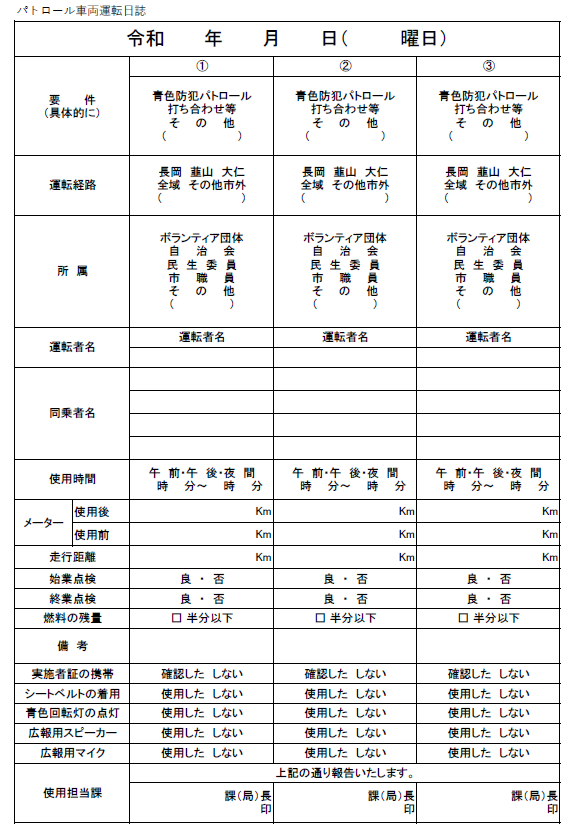 パトロール車両運転日誌
令和　　年　　月　　日(　　曜日)
① ② ③
要　件
(具体的に)
青色防犯パトロール 青色防犯パトロール 青色防犯パトロール
打ち合わせ等 打ち合わせ等 打ち合わせ等
そ　の　他 そ　の　他 そ　の　他
(　　　　　) (　　　　　) (　　　　　)
運転経路
長岡　韮山　大仁 長岡　韮山　大仁 長岡　韮山　大仁
全域　その他市外 全域　その他市外 全域　その他市外
(　　　　　) (　　　　　) (　　　　　)
所　属
ボランティア団体 ボランティア団体 ボランティア団体
自　治　会 自　治　会 自　治　会
民　生　委　員 民　生　委　員 民　生　委　員
市　職　員 市　職　員 市　職　員
そ　の　他 そ　の　他 そ　の　他
(　　　　　) (　　　　　) (　　　　　)
運転者名 運転者名 運転者名 運転者名
同乗者名
使用時間
午　前・午　後・夜　間 午　前・午　後・夜　間 午　前・午　後・夜　間
時　分～　時　分 時　分～　時　分 時　分～　時　分
メーター
使用後 Km Km Km
使用前 Km Km Km
走行距離 Km Km Km
始業点検 良 ・ 否 良 ・ 否 良 ・ 否
終業点検 良 ・ 否 良 ・ 否 良 ・ 否
燃料の残量 □ 半分以下 □ 半分以下 □ 半分以下
備　考
実施者証の携帯 確認した しない 確認した しない 確認した しない
シートベルトの着用 使用した しない 使用した しない 使用した しない
青色回転灯の点灯 使用した しない 使用した しない 使用した しない
広報用スピーカー 使用した しない 使用した しない 使用した しない
広報用マイク 使用した しない 使用した しない 使用した しない
使用担当課
上記の通り報告いたします。
課(局)長 課(局)長 課(局)長
印 印 印